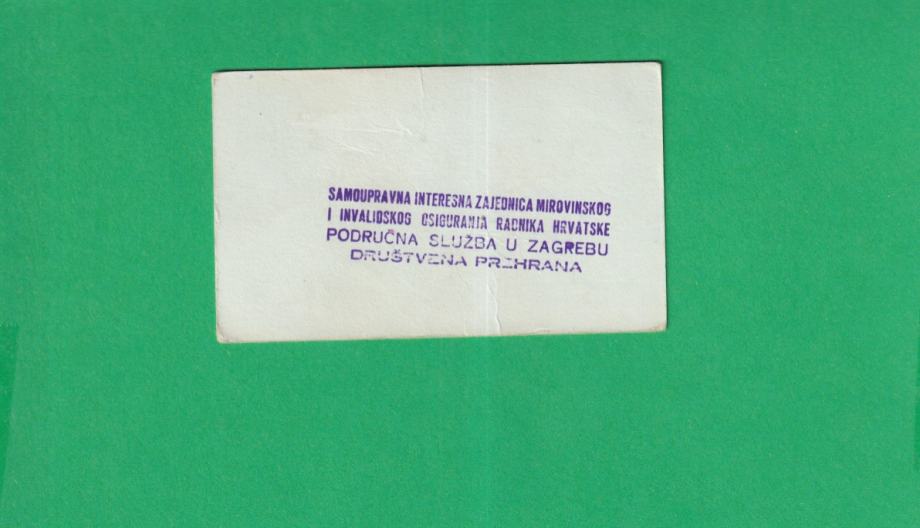 SAMOUPRAVNA INTERESNA ZAJEDNICA MIROVINSKOG
I INVALIDSKOG OSIGURANJA RADNIKA HRVATSKE
PODRUČNA SLUŽBA U ZAGREBU
DRUŠTVENA PREHRANA